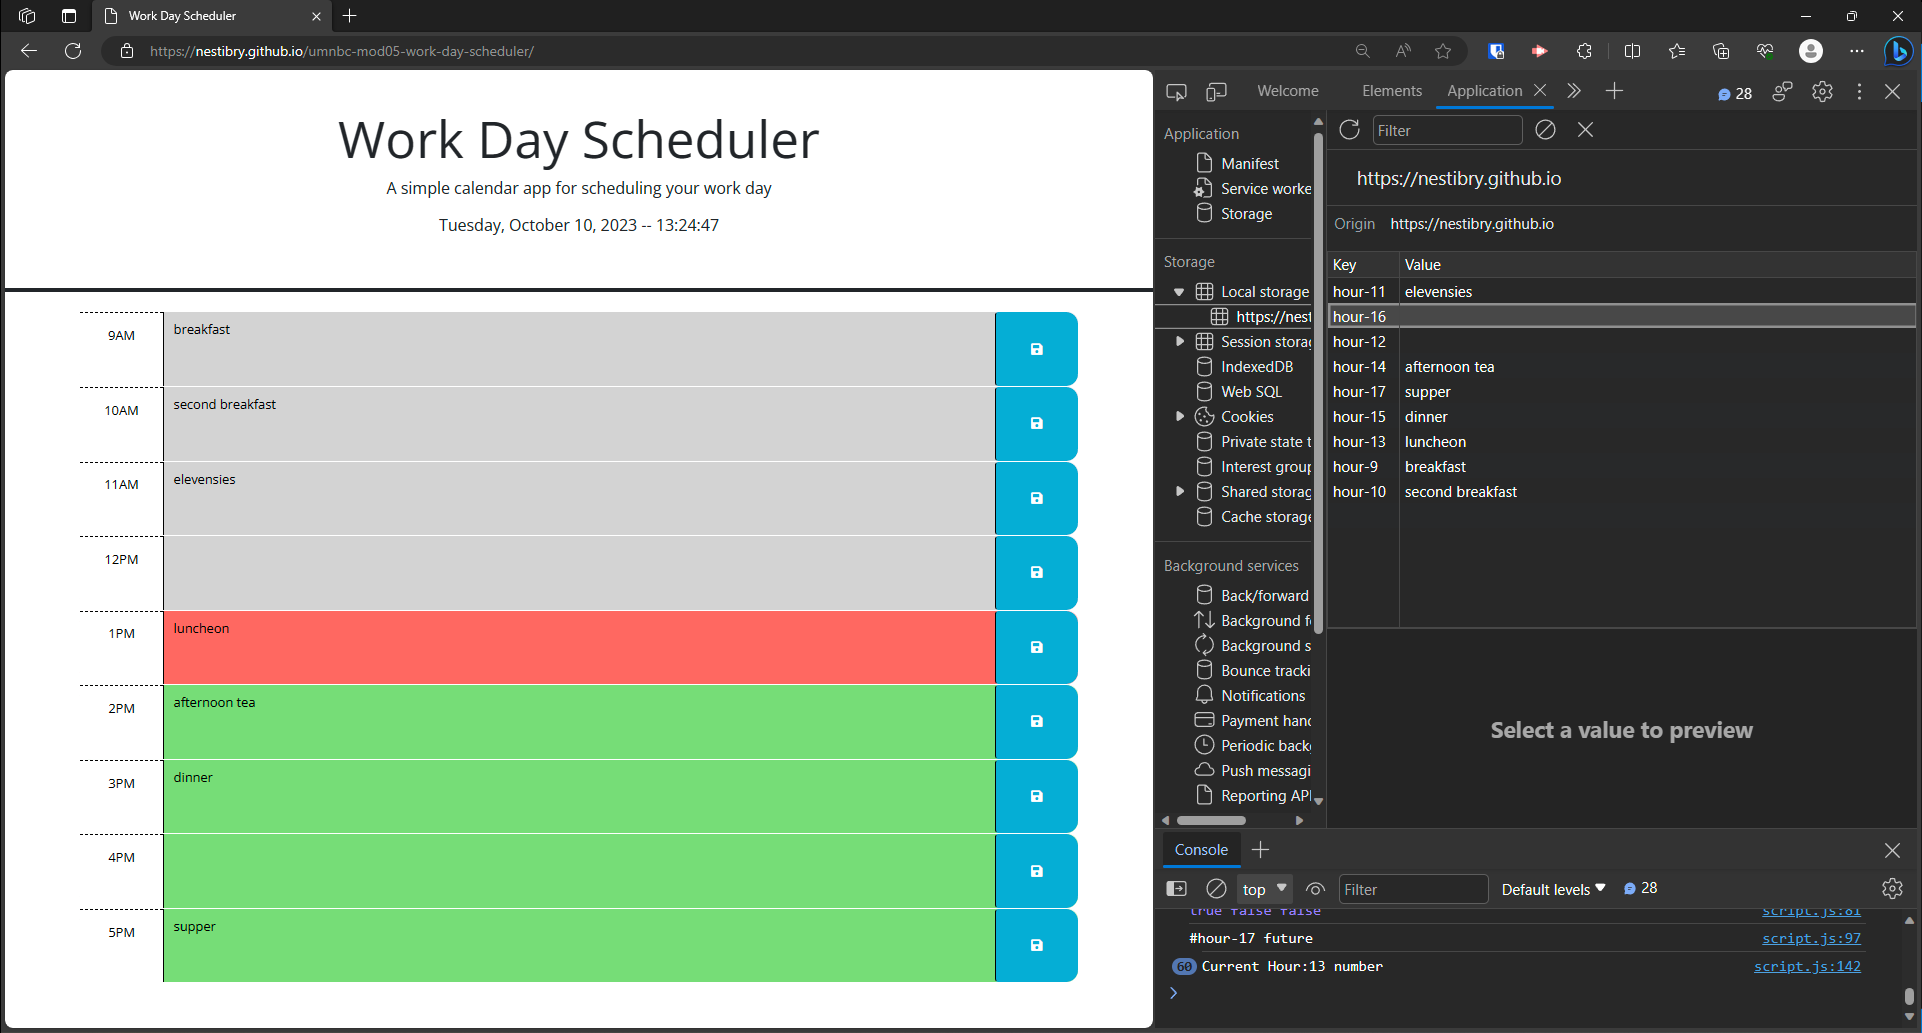 Work Day Scheduler
https://nestibry.github.io/umnbc-mod05-work-day-scheduler/
Work Day Scheduler
A simple calendar app for scheduling your work day
Tuesday, October 10, 2023 -- 13:24:47
9AM breakfast
10AM second breakfast
11AM elevensies
12PM
1PM luncheon
2PM afternoon tea
3PM dinner
4PM
5PM supper
Welcome Elements Application 28
Application
Manifest
Service worke
Storage
Storage
Local storage
https://nest
Session storag
IndexedDB
Web SQL
Cookies
Private state t
Interest group
Shared storag
Cache storage
Background services
Back/forward
Background f
Background s
Bounce tracki
Notifications
Payment hand
Periodic back
Push messagi
Reporting API
Filter
https://nestibry.github.io
Origin https://nestibry.github.io
Key Value
hour-11 elevensies
hour-16
hour-12
hour-14 afternoon tea
hour-17 supper
hour-15 dinner
hour-13 luncheon
hour-9 breakfast
hour-10 second breakfast
Select a value to preview
Console
top Filter Default levels 28
true false false script.js:81
#hour-17 future script.js:97
60 Current Hour:13 number script.js:142